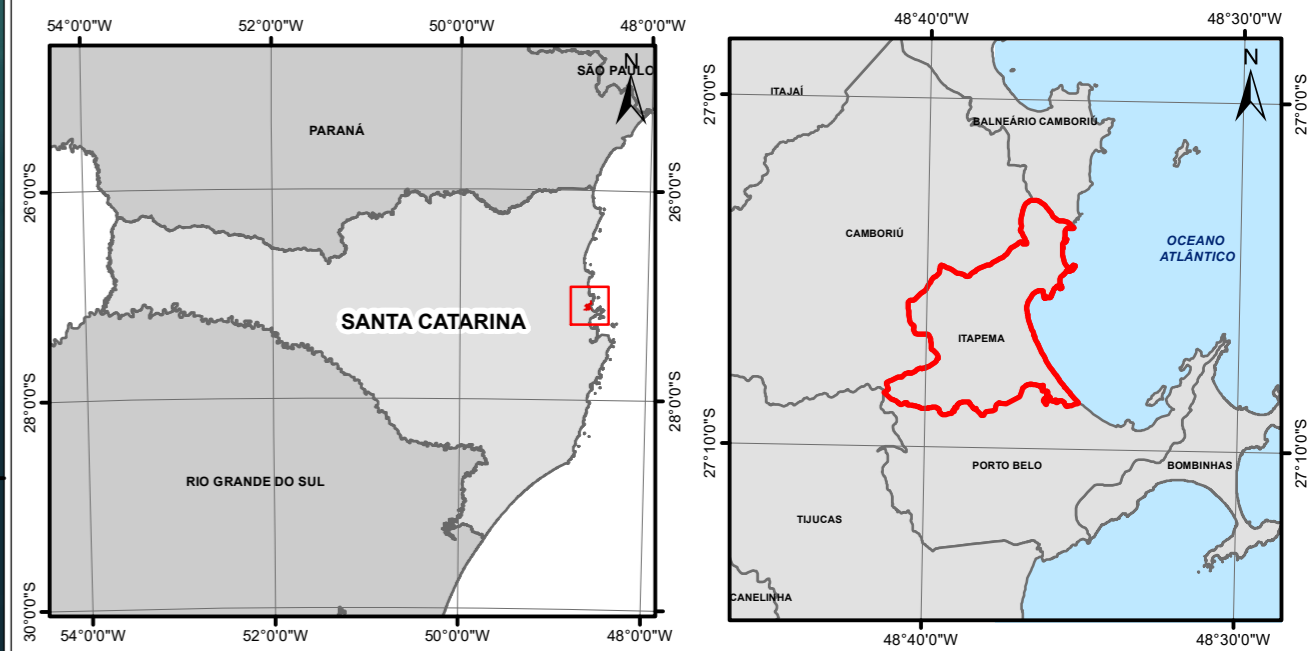 54°0'0"W 52°0'0"W 50°0'0"W 48°0'0"W
N
SÃO PAULO
PARANÁ
26°0'0"S
26°0'0"S
SANTA CATARINA
28°0'0"S
28°0'0"S
RIO GRANDE DO SUL
30°0'0"S
54°0'0"W 52°0'0"W 50°0'0"W 48°0'0"W
48°40'0"W 48°30'0"W
N
ITAJAÍ
27°0'0"S
27°0'0"S
BALNEÁRIO CAMBORIÚ
CAMBORIÚ
OCEANO
ATLÂNTICO
ITAPEMA
27°10'0"S
27°10'0"S
PORTO BELO
BOMBINHAS
TIJUCAS
CANELINHA
48°40'0"W 48°30'0"W